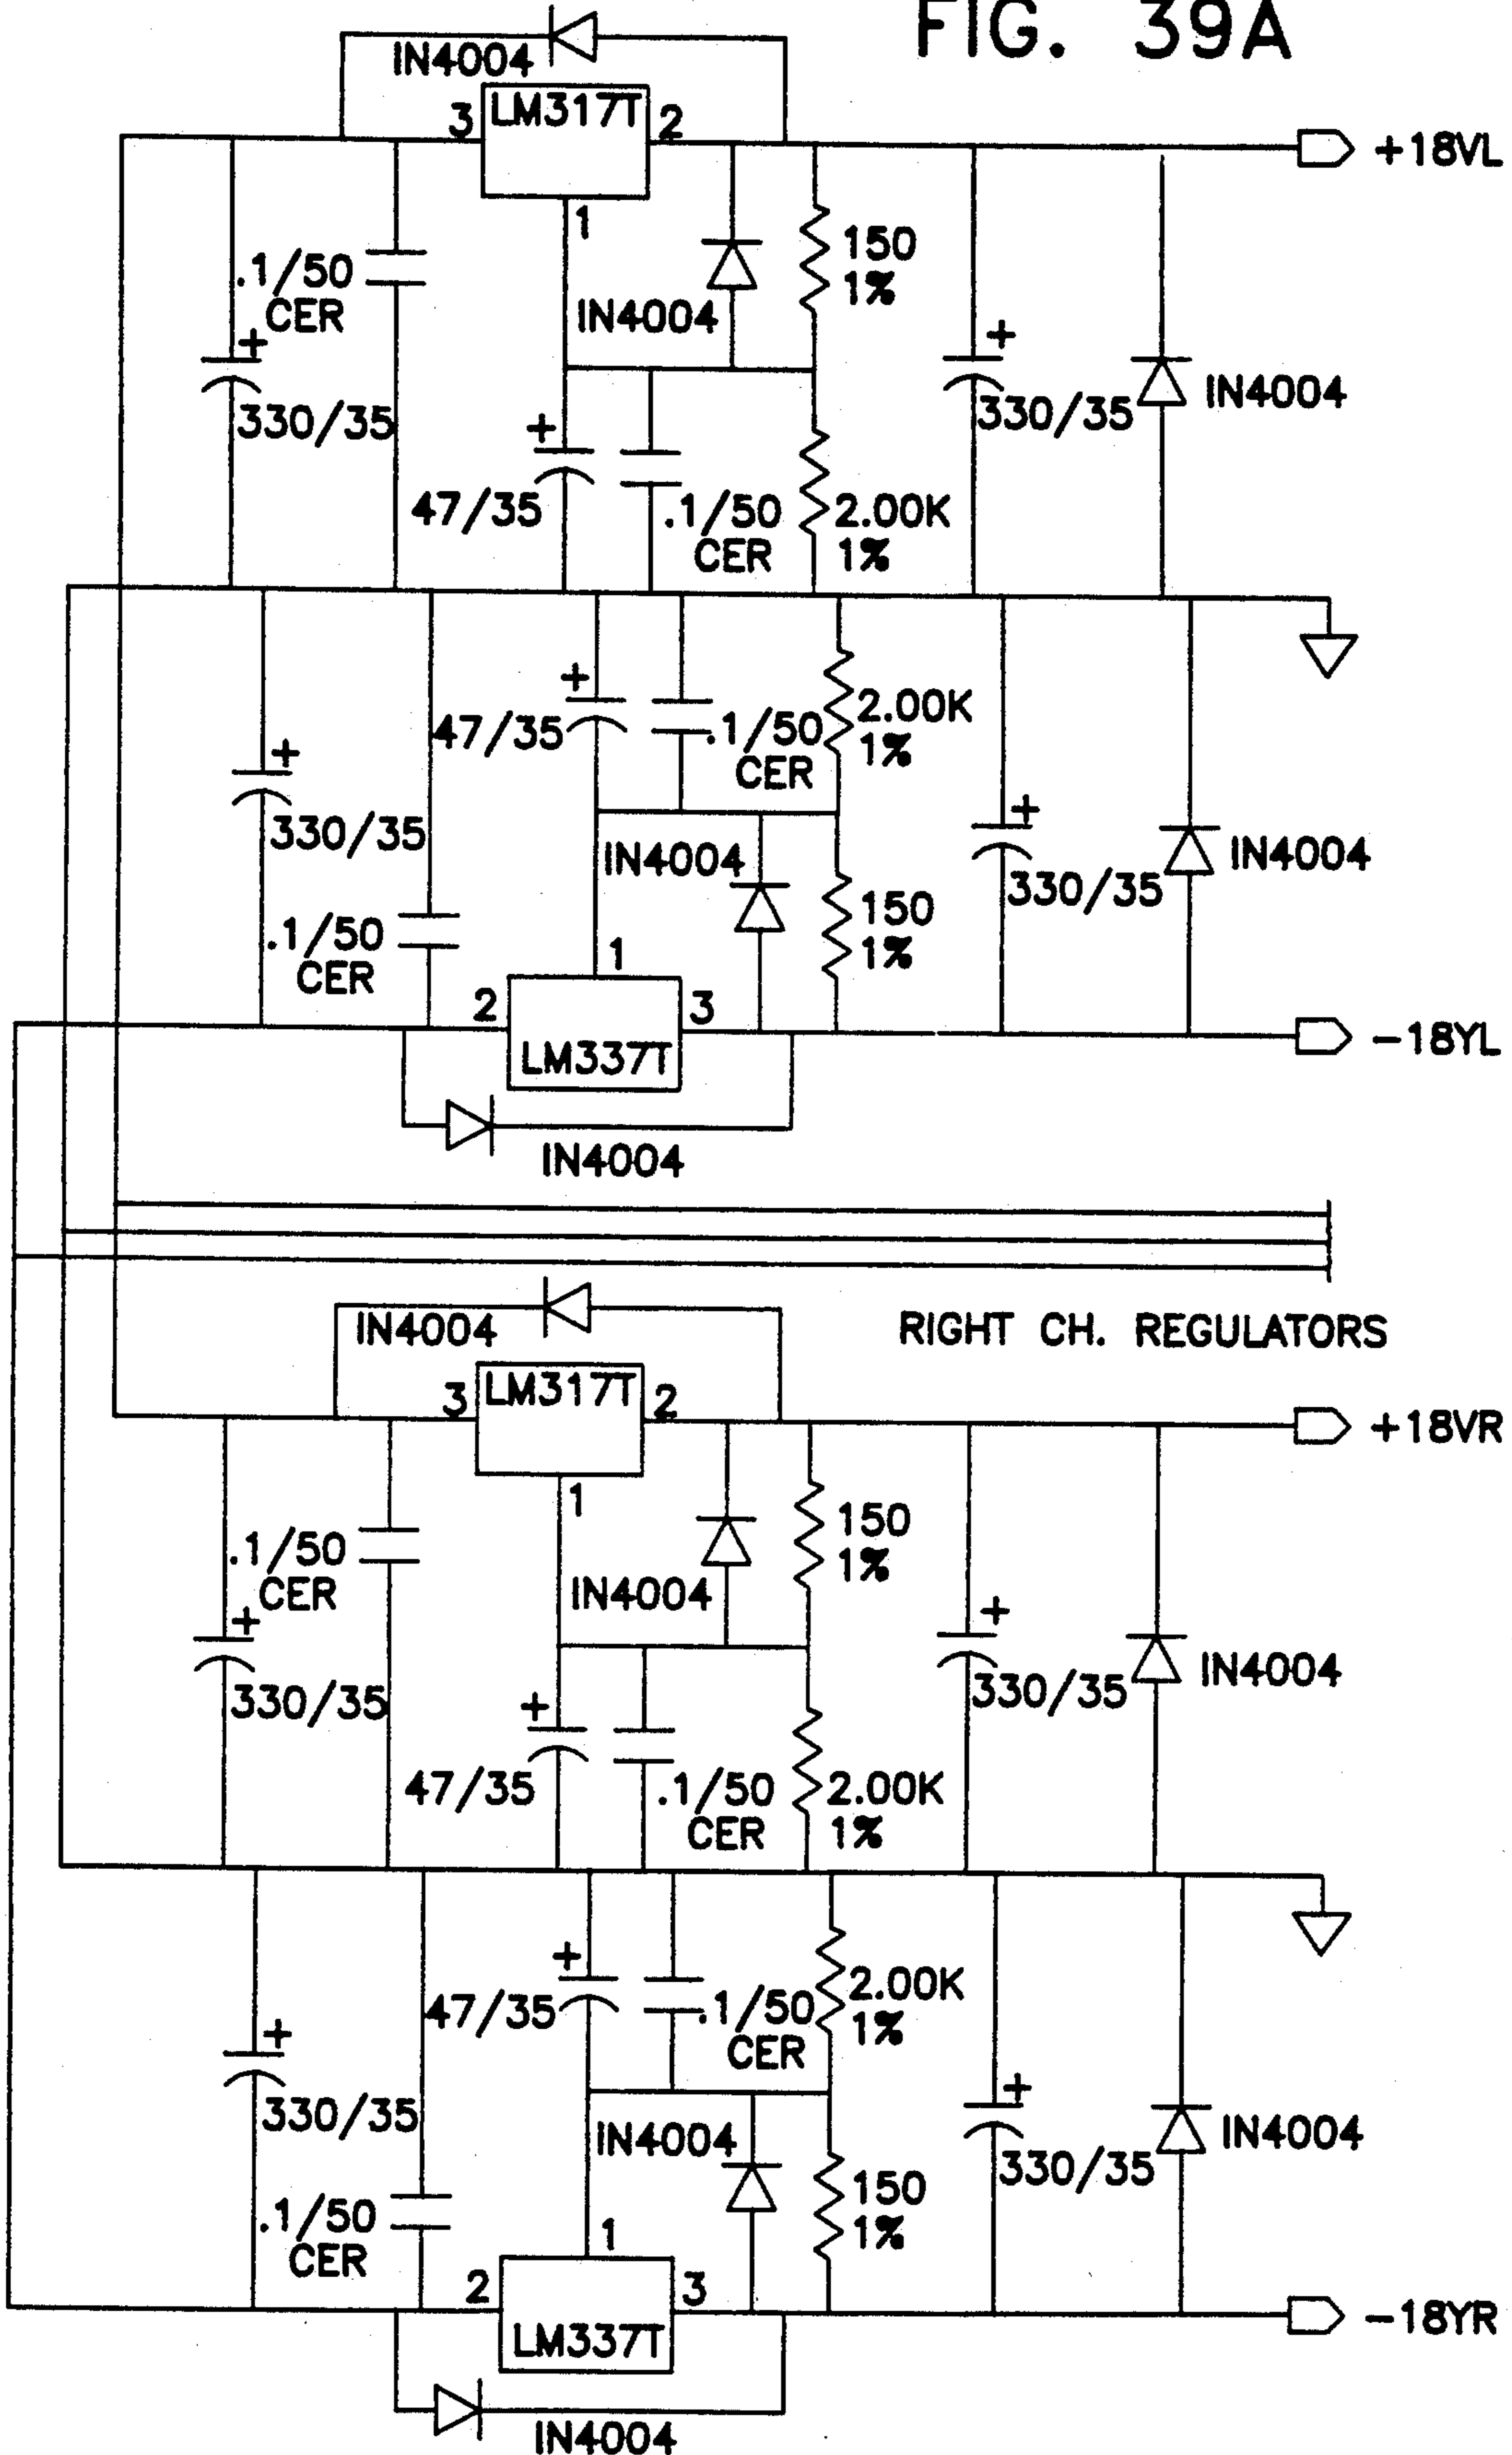 FIG. 39A
IN4004
3
LM317T
2
+18VL
1
.1/50
CER
150
1%
IN4004
+
330/35
+
330/35
IN4004
+
47/35
.1/50
CER
2.00K
1%
+
47/35
.1/50
CER
2.00K
1%
+
330/35
IN4004
+
330/35
IN4004
.1/50
CER
150
1%
1
2
3
LM337T
-18YL
IN4004
IN4004
RIGHT CH. REGULATORS
3
LM317T
2
+18VR
1
.1/50
CER
150
1%
IN4004
+
330/35
+
330/35
IN4004
+
47/35
.1/50
CER
2.00K
1%
+
47/35
.1/50
CER
2.00K
1%
+
330/35
IN4004
+
330/35
IN4004
.1/50
CER
150
1%
1
2
3
LM337T
-18YR
IN4004